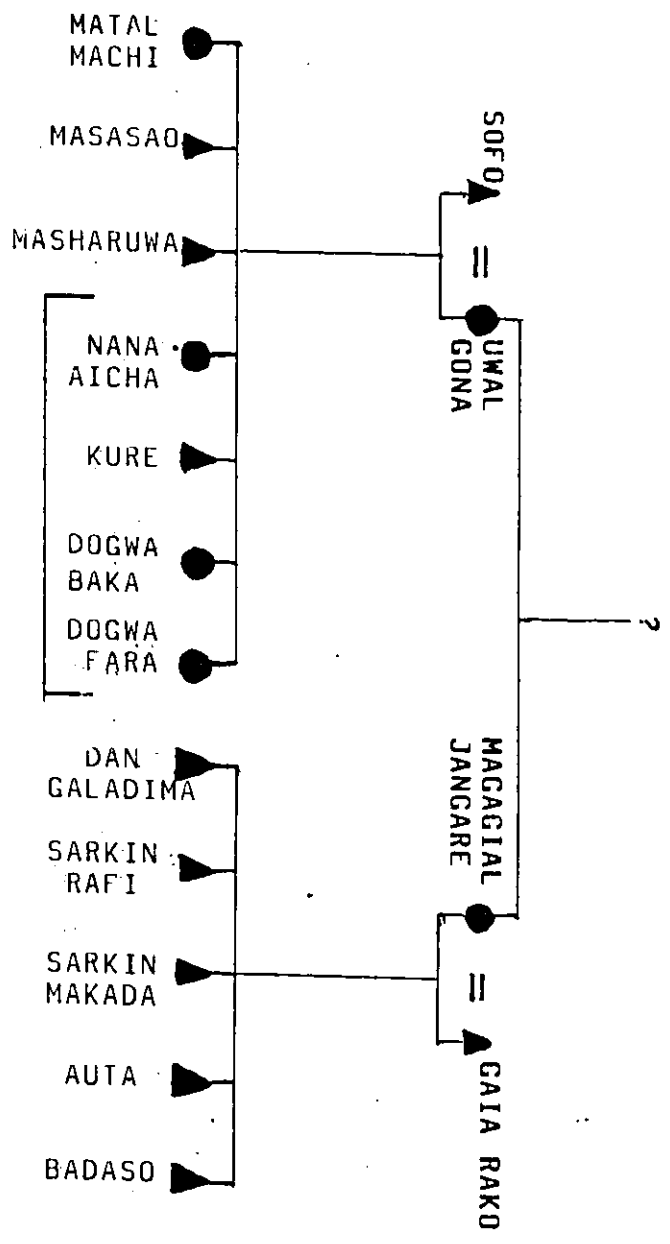 ?
SOFO
=
UWAL
GONA
MAGAGIAL
JANGARE
=
GAIA RAKO
MATAL
MACHI
MASASAO
MASHARUWA
NANA
AICHA
KURE
DOGWA
BAKA
DOGWA
FARA
DAN
GALADIMA
SARKIN
RAFI
SARKIN
MAKADA
AUTA
BADASO